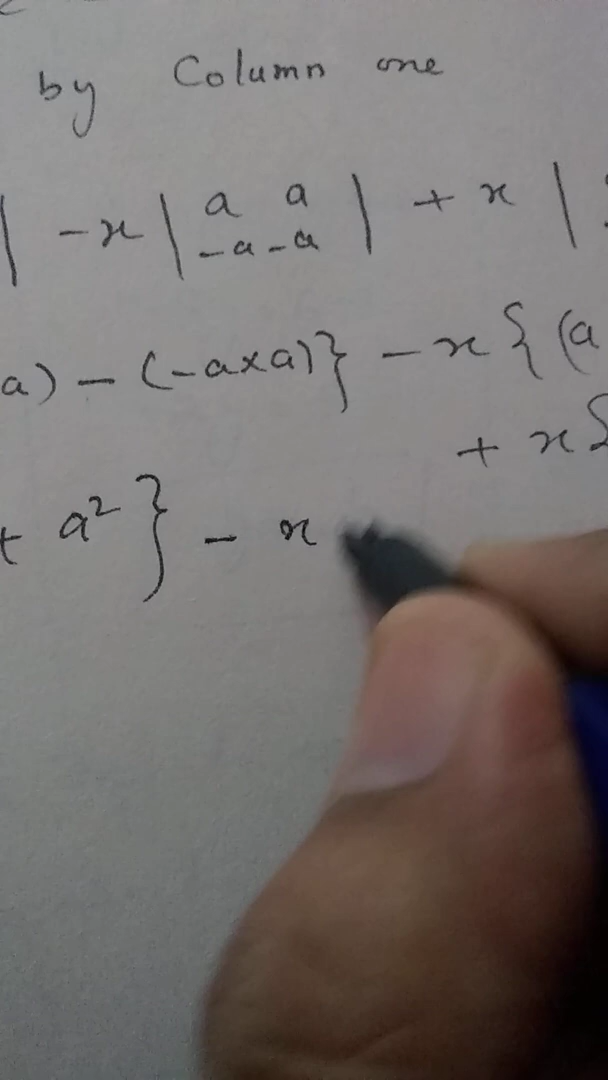 by Column one
| - x | a a | + x |
-a -a
a) - (-a×a)} - x { (a
+ x {
+ a² } - x